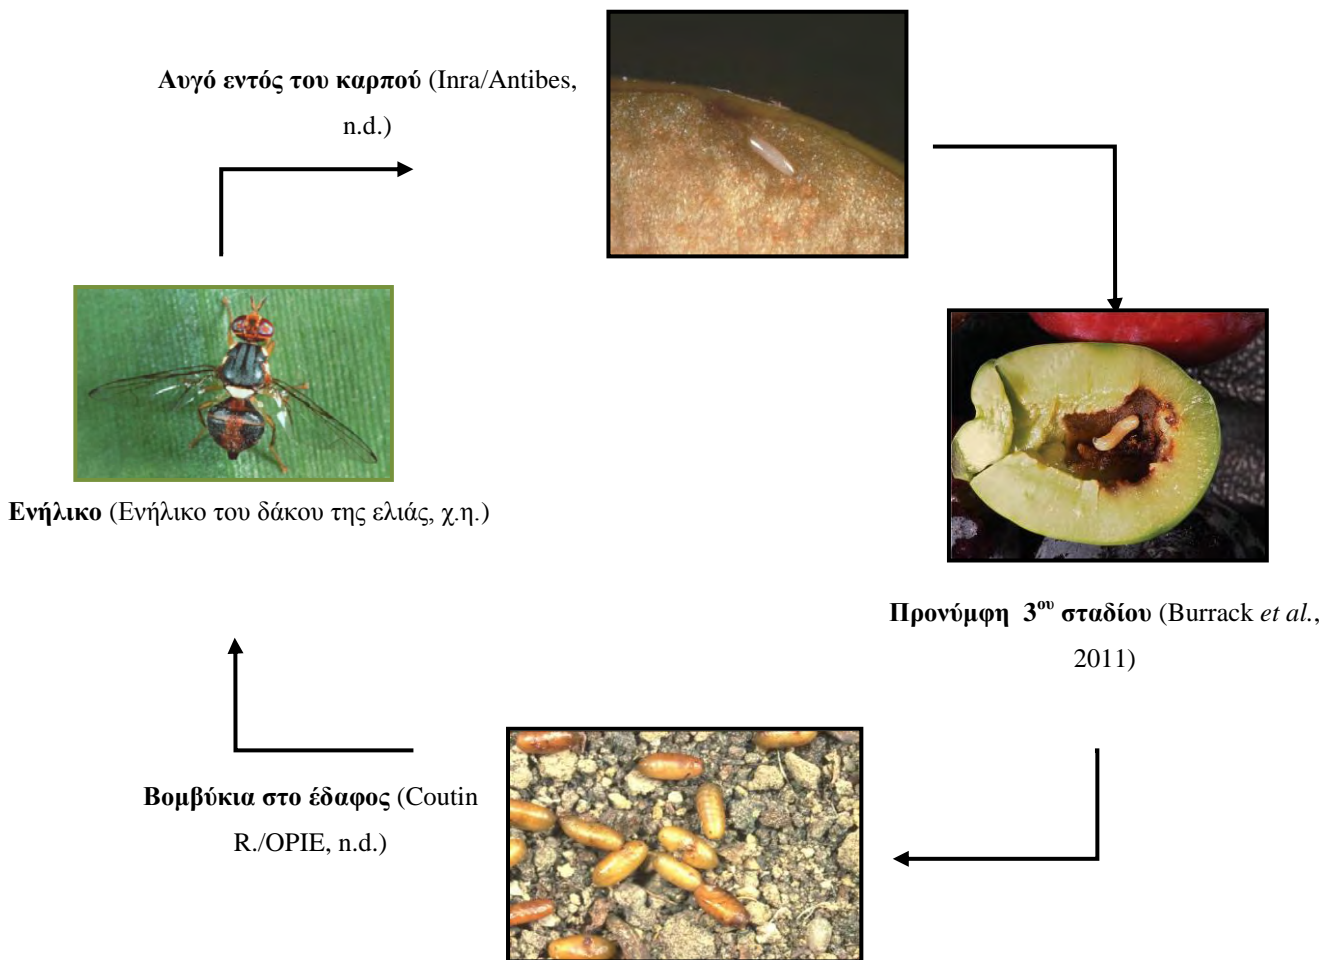 Αυγό εντός του καρπού (Inra/Antibes,
n.d.)
Ενήλικο (Ενήλικο του δάκου της ελιάς, χ.η.)
Προνύμφη 3ου σταδίου (Burrack et al.,
2011)
Βομβύκια στο έδαφος (Coutin
R./OPIE, n.d.)